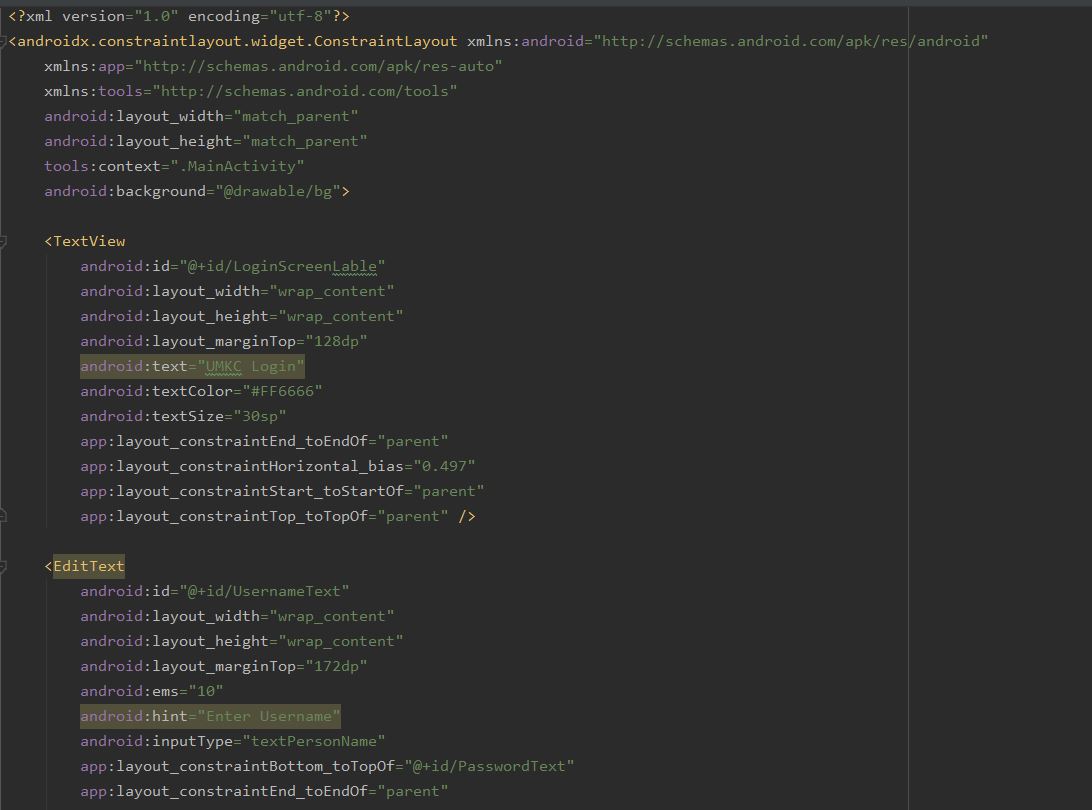 <?xml version="1.0" encoding="utf-8"?>
<androidx.constraintlayout.widget.ConstraintLayout xmlns:android="http://schemas.android.com/apk/res/android"
    xmlns:app="http://schemas.android.com/apk/res-auto"
    xmlns:tools="http://schemas.android.com/tools"
    android:layout_width="match_parent"
    android:layout_height="match_parent"
    tools:context=".MainActivity"
    android:background="@drawable/bg">

    <TextView
        android:id="@+id/LoginScreenLable"
        android:layout_width="wrap_content"
        android:layout_height="wrap_content"
        android:layout_marginTop="128dp"
        android:text="UMKC Login"
        android:textColor="#FF6666"
        android:textSize="30sp"
        app:layout_constraintEnd_toEndOf="parent"
        app:layout_constraintHorizontal_bias="0.497"
        app:layout_constraintStart_toStartOf="parent"
        app:layout_constraintTop_toTopOf="parent" />

    <EditText
        android:id="@+id/UsernameText"
        android:layout_width="wrap_content"
        android:layout_height="wrap_content"
        android:layout_marginTop="172dp"
        android:ems="10"
        android:hint="Enter Username"
        android:inputType="textPersonName"
        app:layout_constraintBottom_toTopOf="@+id/PasswordText"
        app:layout_constraintEnd_toEndOf="parent"